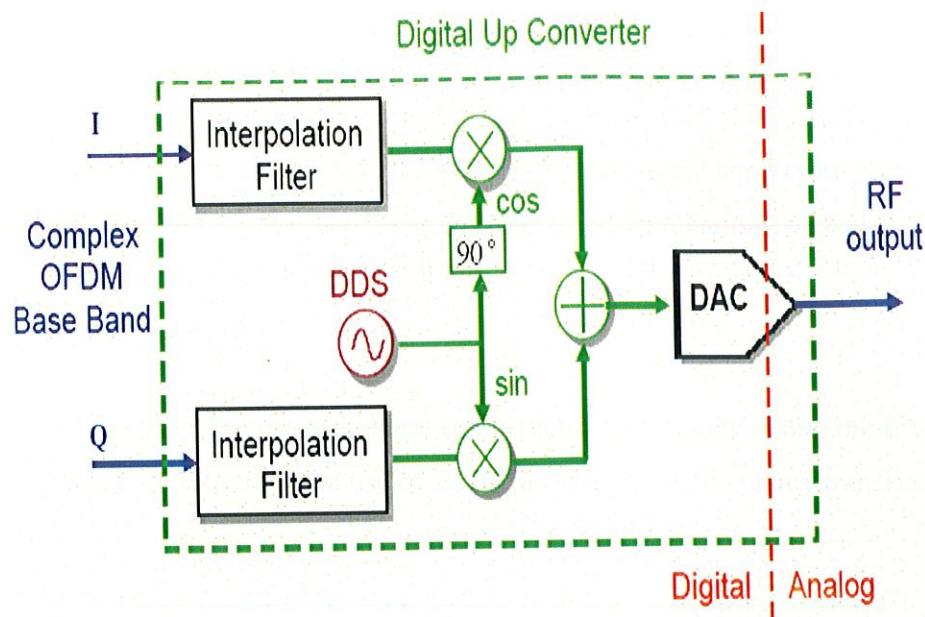 Digital Up Converter
I
Interpolation
Filter
cos
90°
Complex
OFDM
Base Band
DDS
sin
DAC
RF
output
Q
Interpolation
Filter
Digital
Analog